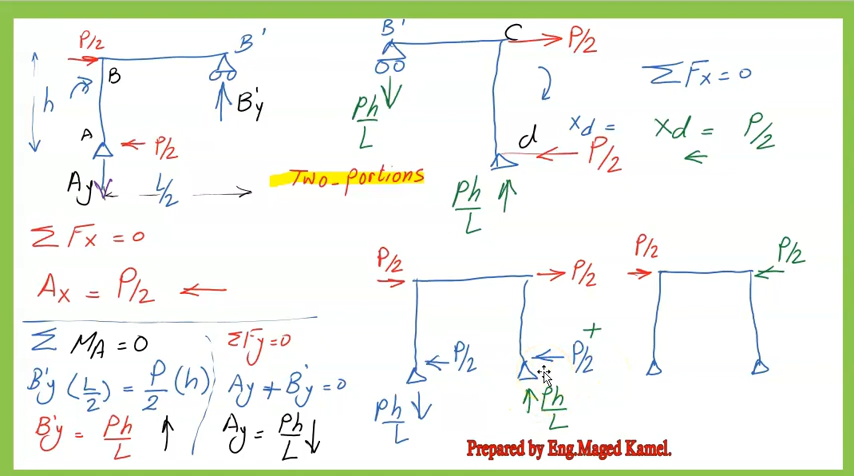 P/2
B'
B
h
B'y
A
P/2
Ay
L/2
B'
C
P/2
Ph/L
d
Xd =
P/2
Ph/L
ΣFx=0
Xd = P/2
Two-portions
ΣFx=0
Ax = P/2
Σ MA=0
B'y (L/2) = P/2 (h)
B'y = Ph/L
ΣFy=0
Ay+B'y=0
Ay= Ph/L
P/2
P/2
P/2
P/2
+
Ph/L
Ph/L
P/2
P/2
Prepared by Eng.Maged Kamel.